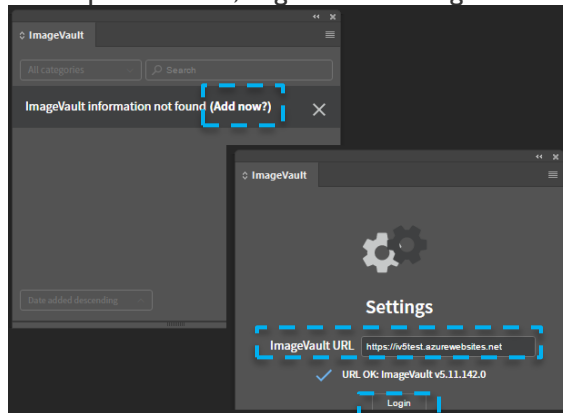 ImageVault
All categories
Search
ImageVault information not found (Add now?)
Date added descending
ImageVault
Settings
ImageVault URL https://iv5test.azurewebsites.net
URL OK: ImageVault v5.11.142.0
Login